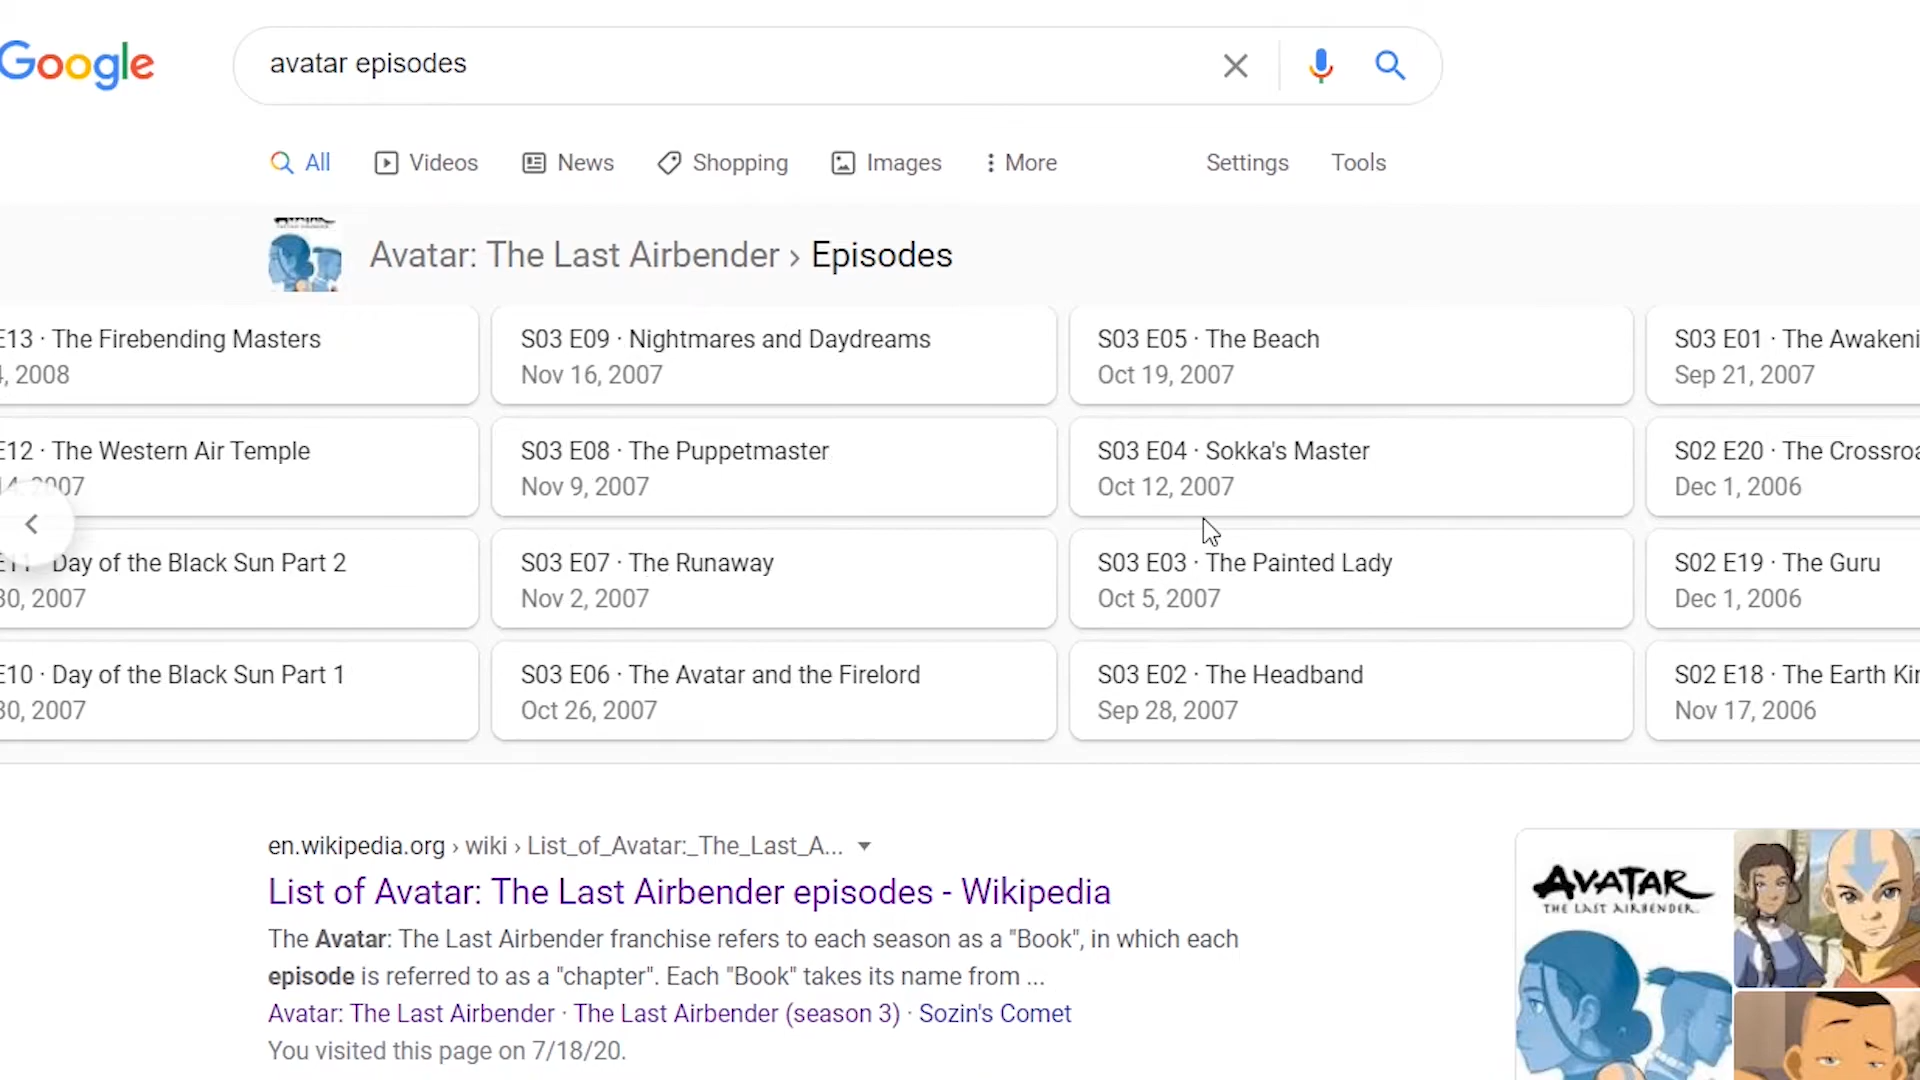 Google
avatar episodes
All Videos News Shopping Images More Settings Tools
Avatar: The Last Airbender › Episodes
E13 · The Firebending Masters
4, 2008
E12 · The Western Air Temple
14, 2007
E11 · Day of the Black Sun Part 2
30, 2007
E10 · Day of the Black Sun Part 1
30, 2007
S03 E09 · Nightmares and Daydreams
Nov 16, 2007
S03 E08 · The Puppetmaster
Nov 9, 2007
S03 E07 · The Runaway
Nov 2, 2007
S03 E06 · The Avatar and the Firelord
Oct 26, 2007
S03 E05 · The Beach
Oct 19, 2007
S03 E04 · Sokka's Master
Oct 12, 2007
S03 E03 · The Painted Lady
Oct 5, 2007
S03 E02 · The Headband
Sep 28, 2007
S03 E01 · The Awakeni
Sep 21, 2007
S02 E20 · The Crossroa
Dec 1, 2006
S02 E19 · The Guru
Dec 1, 2006
S02 E18 · The Earth Kin
Nov 17, 2006
en.wikipedia.org › wiki › List_of_Avatar:_The_Last_A...
List of Avatar: The Last Airbender episodes - Wikipedia
The Avatar: The Last Airbender franchise refers to each season as a "Book", in which each
episode is referred to as a "chapter". Each "Book" takes its name from ...
Avatar: The Last Airbender · The Last Airbender (season 3) · Sozin's Comet
You visited this page on 7/18/20.
AVATAR
THE LAST AIRBENDER